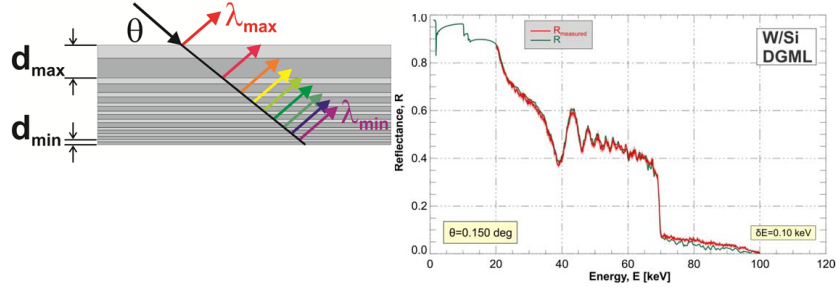 θ
λmax
dmax
dmin
λmin
Rmeasured
R
W/Si
DGML
Reflectance, R
1.0
0.8
0.6
0.4
0.2
0.0
θ=0.150 deg
δE=0.10 keV
0 20 40 60 80 100 120
Energy, E [keV]